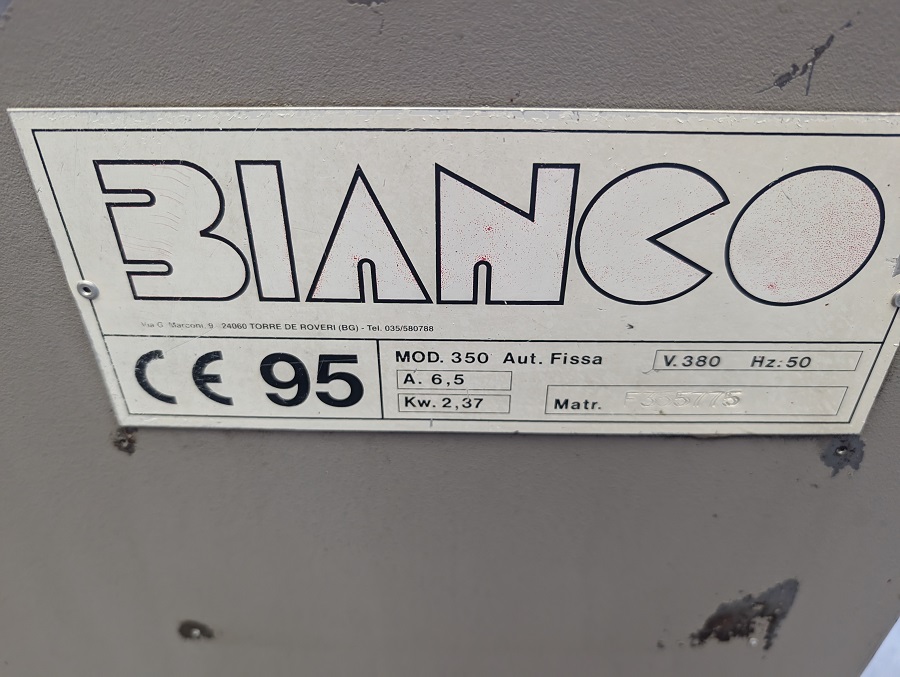 BIANCO
Via G. Marconi, 9 - 24060 TORRE DE ROVERI (BG) - Tel. 035/580788
CE 95
MOD. 350 Aut. Fissa
V. 380 Hz: 50
A. 6,5
Kw. 2,37
Matr.